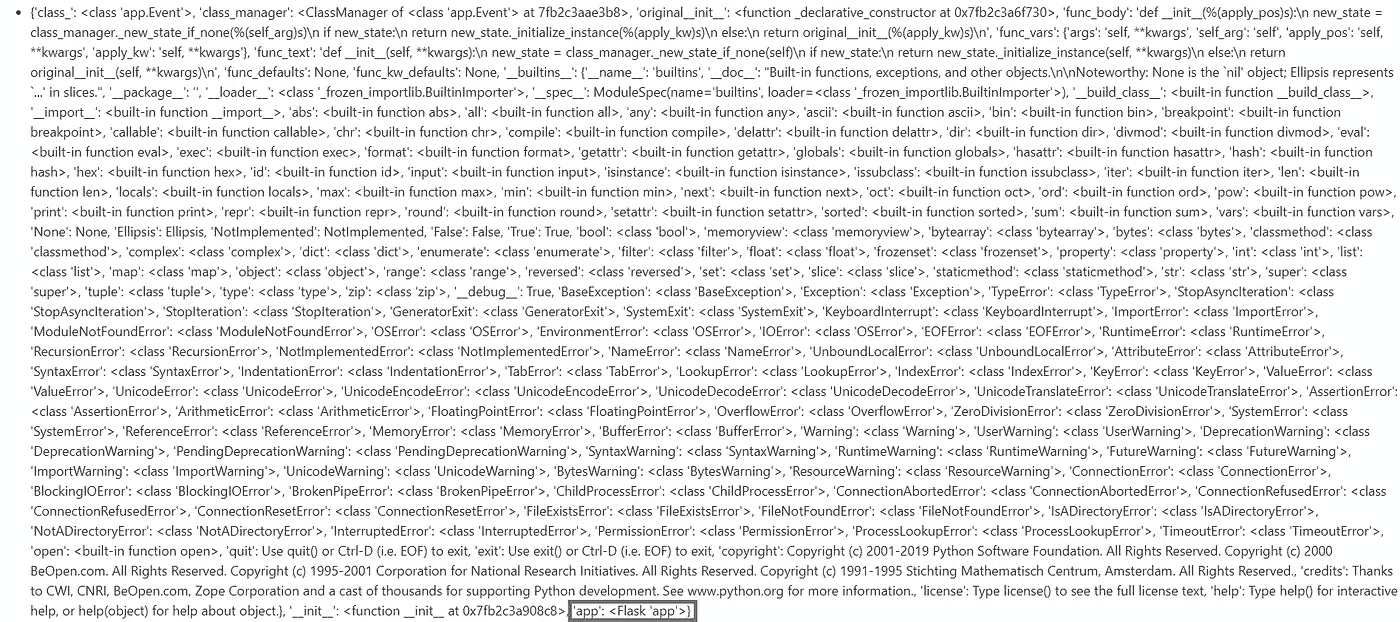 {'class_': <class 'app.Event'>, 'class_manager': <ClassManager of <class 'app.Event'> at 7fb2c3aae3b8>, 'original__init__': <function _declarative_constructor at 0x7fb2c3a6f730>, 'func_body': 'def __init__(%(apply_pos)s):\n new_state =
class_manager._new_state_if_none(%(self_arg)s)\n if new_state:\n return new_state._initialize_instance(%(apply_kw)s)\n else:\n return original__init__(%(apply_kw)s)\n', 'func_vars': {'args': 'self, **kwargs', 'self_arg': 'self', 'apply_pos': 'self,
**kwargs', 'apply_kw': 'self, **kwargs'}, 'func_text': 'def __init__(self, **kwargs):\n new_state = class_manager._new_state_if_none(self)\n if new_state:\n return new_state._initialize_instance(self, **kwargs)\n else:\n return
original__init__(self, **kwargs)\n', 'func_defaults': None, 'func_kw_defaults': None, '__builtins__': {'__name__': 'builtins', '__doc__': "Built-in functions, exceptions, and other objects.\n\nNoteworthy: None is the `nil' object; Ellipsis represents
`...' in slices.", '__package__': '', '__loader__': <class '_frozen_importlib.BuiltinImporter'>, '__spec__': ModuleSpec(name='builtins', loader=<class '_frozen_importlib.BuiltinImporter'>), '__build_class__': <built-in function __build_class__>,
'__import__': <built-in function __import__>, 'abs': <built-in function abs>, 'all': <built-in function all>, 'any': <built-in function any>, 'ascii': <built-in function ascii>, 'bin': <built-in function bin>, 'breakpoint': <built-in function
breakpoint>, 'callable': <built-in function callable>, 'chr': <built-in function chr>, 'compile': <built-in function compile>, 'delattr': <built-in function delattr>, 'dir': <built-in function dir>, 'divmod': <built-in function divmod>, 'eval':
<built-in function eval>, 'exec': <built-in function exec>, 'format': <built-in function format>, 'getattr': <built-in function getattr>, 'globals': <built-in function globals>, 'hasattr': <built-in function hasattr>, 'hash': <built-in function
hash>, 'hex': <built-in function hex>, 'id': <built-in function id>, 'input': <built-in function input>, 'isinstance': <built-in function isinstance>, 'issubclass': <built-in function issubclass>, 'iter': <built-in function iter>, 'len': <built-in
function len>, 'locals': <built-in function locals>, 'max': <built-in function max>, 'min': <built-in function min>, 'next': <built-in function next>, 'oct': <built-in function oct>, 'ord': <built-in function ord>, 'pow': <built-in function pow>,
'print': <built-in function print>, 'repr': <built-in function repr>, 'round': <built-in function round>, 'setattr': <built-in function setattr>, 'sorted': <built-in function sorted>, 'sum': <built-in function sum>, 'vars': <built-in function vars>,
'None': None, 'Ellipsis': Ellipsis, 'NotImplemented': NotImplemented, 'False': False, 'True': True, 'bool': <class 'bool'>, 'memoryview': <class 'memoryview'>, 'bytearray': <class 'bytearray'>, 'bytes': <class 'bytes'>, 'classmethod': <class
'classmethod'>, 'complex': <class 'complex'>, 'dict': <class 'dict'>, 'enumerate': <class 'enumerate'>, 'filter': <class 'filter'>, 'float': <class 'float'>, 'frozenset': <class 'frozenset'>, 'property': <class 'property'>, 'int': <class 'int'>, 'list':
<class 'list'>, 'map': <class 'map'>, 'object': <class 'object'>, 'range': <class 'range'>, 'reversed': <class 'reversed'>, 'set': <class 'set'>, 'slice': <class 'slice'>, 'staticmethod': <class 'staticmethod'>, 'str': <class 'str'>, 'super': <class
'super'>, 'tuple': <class 'tuple'>, 'type': <class 'type'>, 'zip': <class 'zip'>, '__debug__': True, 'BaseException': <class 'BaseException'>, 'Exception': <class 'Exception'>, 'TypeError': <class 'TypeError'>, 'StopAsyncIteration': <class
'StopAsyncIteration'>, 'StopIteration': <class 'StopIteration'>, 'GeneratorExit': <class 'GeneratorExit'>, 'SystemExit': <class 'SystemExit'>, 'KeyboardInterrupt': <class 'KeyboardInterrupt'>, 'ImportError': <class 'ImportError'>,
'ModuleNotFoundError': <class 'ModuleNotFoundError'>, 'OSError': <class 'OSError'>, 'EnvironmentError': <class 'OSError'>, 'IOError': <class 'OSError'>, 'EOFError': <class 'EOFError'>, 'RuntimeError': <class 'RuntimeError'>,
'RecursionError': <class 'RecursionError'>, 'NotImplementedError': <class 'NotImplementedError'>, 'NameError': <class 'NameError'>, 'UnboundLocalError': <class 'UnboundLocalError'>, 'AttributeError': <class 'AttributeError'>,
'SyntaxError': <class 'SyntaxError'>, 'IndentationError': <class 'IndentationError'>, 'TabError': <class 'TabError'>, 'LookupError': <class 'LookupError'>, 'IndexError': <class 'IndexError'>, 'KeyError': <class 'KeyError'>, 'ValueError': <class
'ValueError'>, 'UnicodeError': <class 'UnicodeError'>, 'UnicodeEncodeError': <class 'UnicodeEncodeError'>, 'UnicodeDecodeError': <class 'UnicodeDecodeError'>, 'UnicodeTranslateError': <class 'UnicodeTranslateError'>, 'AssertionError':
<class 'AssertionError'>, 'ArithmeticError': <class 'ArithmeticError'>, 'FloatingPointError': <class 'FloatingPointError'>, 'OverflowError': <class 'OverflowError'>, 'ZeroDivisionError': <class 'ZeroDivisionError'>, 'SystemError': <class
'SystemError'>, 'ReferenceError': <class 'ReferenceError'>, 'MemoryError': <class 'MemoryError'>, 'BufferError': <class 'BufferError'>, 'Warning': <class 'Warning'>, 'UserWarning': <class 'UserWarning'>, 'DeprecationWarning': <class
'DeprecationWarning'>, 'PendingDeprecationWarning': <class 'PendingDeprecationWarning'>, 'SyntaxWarning': <class 'SyntaxWarning'>, 'RuntimeWarning': <class 'RuntimeWarning'>, 'FutureWarning': <class 'FutureWarning'>,
'ImportWarning': <class 'ImportWarning'>, 'UnicodeWarning': <class 'UnicodeWarning'>, 'BytesWarning': <class 'BytesWarning'>, 'ResourceWarning': <class 'ResourceWarning'>, 'ConnectionError': <class 'ConnectionError'>,
'BlockingIOError': <class 'BlockingIOError'>, 'BrokenPipeError': <class 'BrokenPipeError'>, 'ChildProcessError': <class 'ChildProcessError'>, 'ConnectionAbortedError': <class 'ConnectionAbortedError'>, 'ConnectionRefusedError': <class
'ConnectionRefusedError'>, 'ConnectionResetError': <class 'ConnectionResetError'>, 'FileExistsError': <class 'FileExistsError'>, 'FileNotFoundError': <class 'FileNotFoundError'>, 'IsADirectoryError': <class 'IsADirectoryError'>,
'NotADirectoryError': <class 'NotADirectoryError'>, 'InterruptedError': <class 'InterruptedError'>, 'PermissionError': <class 'PermissionError'>, 'ProcessLookupError': <class 'ProcessLookupError'>, 'TimeoutError': <class 'TimeoutError'>,
'open': <built-in function open>, 'quit': Use quit() or Ctrl-D (i.e. EOF) to exit, 'exit': Use exit() or Ctrl-D (i.e. EOF) to exit, 'copyright': Copyright (c) 2001-2019 Python Software Foundation. All Rights Reserved. Copyright (c) 2000
BeOpen.com. All Rights Reserved. Copyright (c) 1995-2001 Corporation for National Research Initiatives. All Rights Reserved. Copyright (c) 1991-1995 Stichting Mathematisch Centrum, Amsterdam. All Rights Reserved., 'credits': Thanks
to CWI, CNRI, BeOpen.com, Zope Corporation and a cast of thousands for supporting Python development. See www.python.org for more information., 'license': Type license() to see the full license text, 'help': Type help() for interactive
help, or help(object) for help about object.}, '__init__': <function __init__ at 0x7fb2c3a908c8>, 'app': <Flask 'app'>}